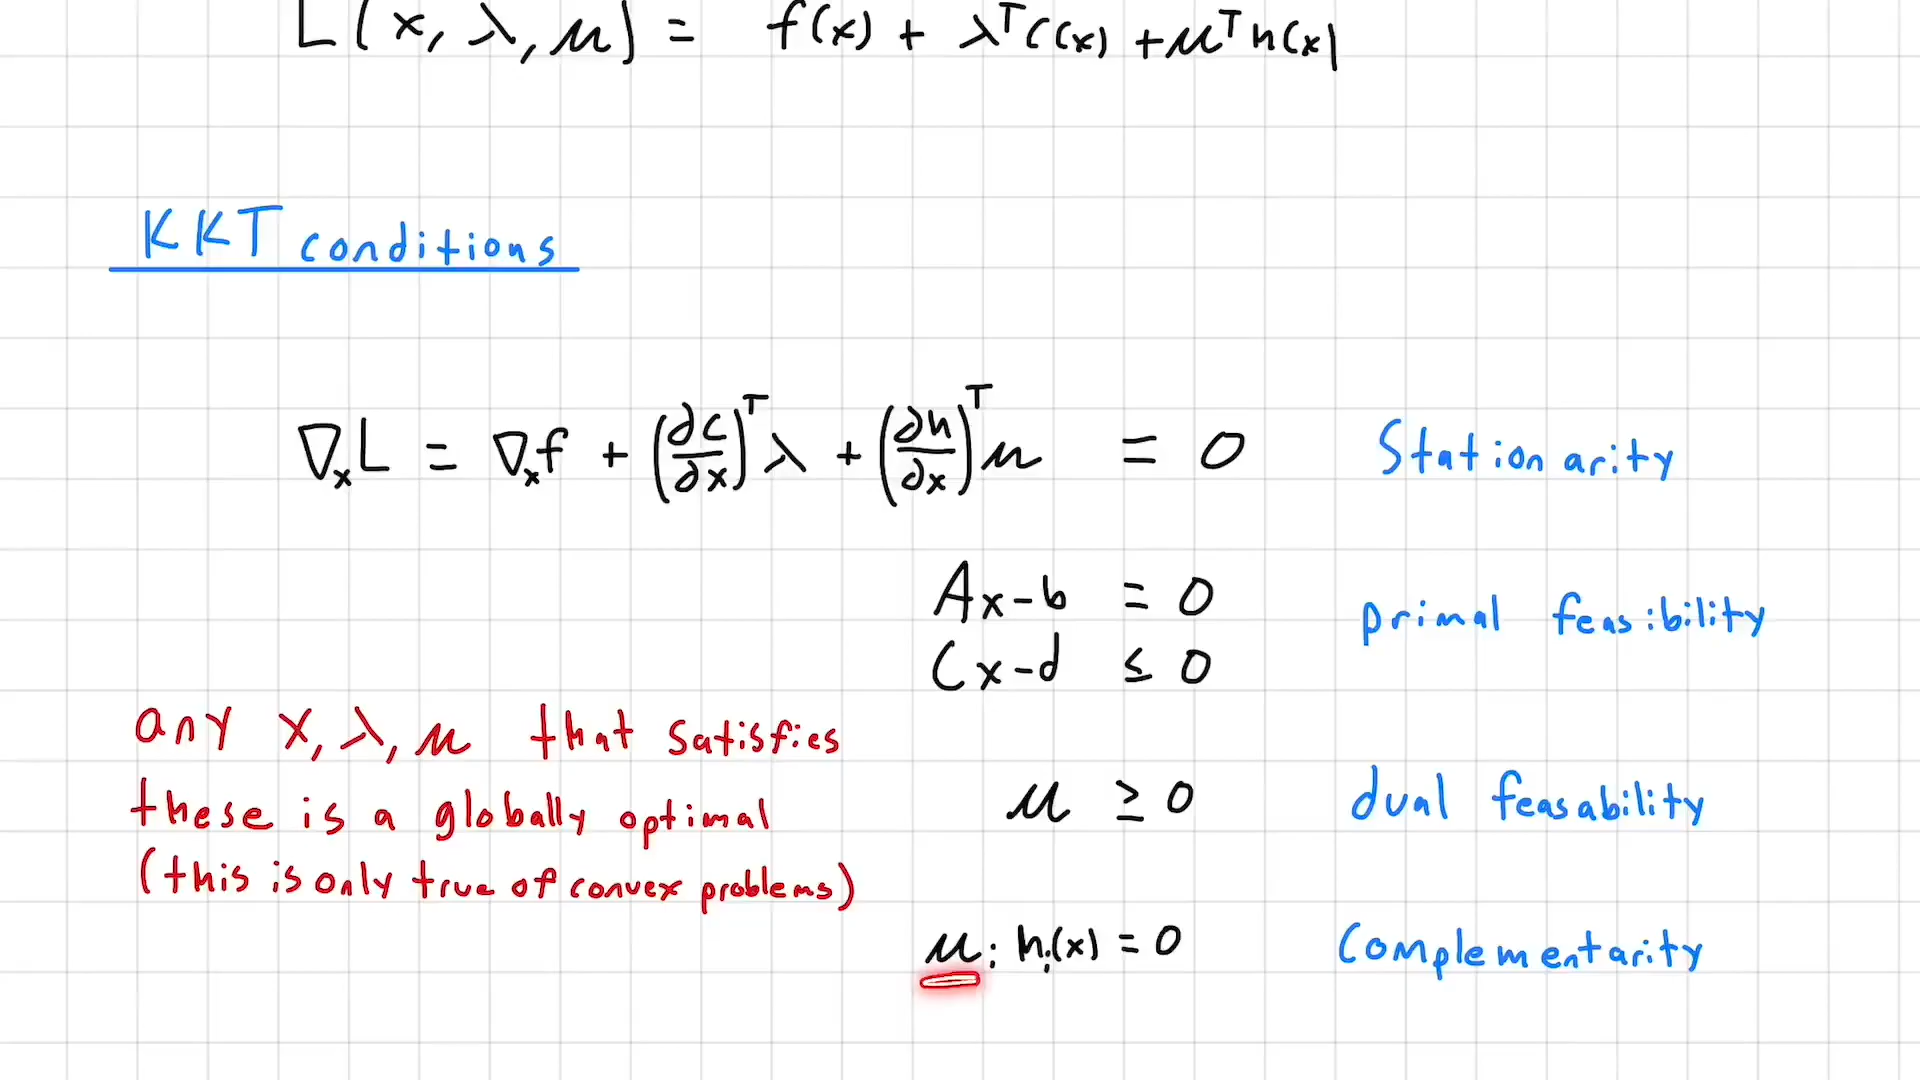 L(x, λ, μ) = f(x) + λᵀc(x) + μᵀh(x)
KKT conditions
∇ₓL = ∇ₓf + (∂c/∂x)ᵀλ + (∂h/∂x)ᵀμ = 0 Stationarity
Ax-b = 0
Cx-d ≤ 0
primal feasibility
any x, λ, μ that satisfies
these is a globally optimal
(this is only true of convex problems)
μ ≥ 0 dual feasability
μᵢ hᵢ(x) = 0 Complementarity